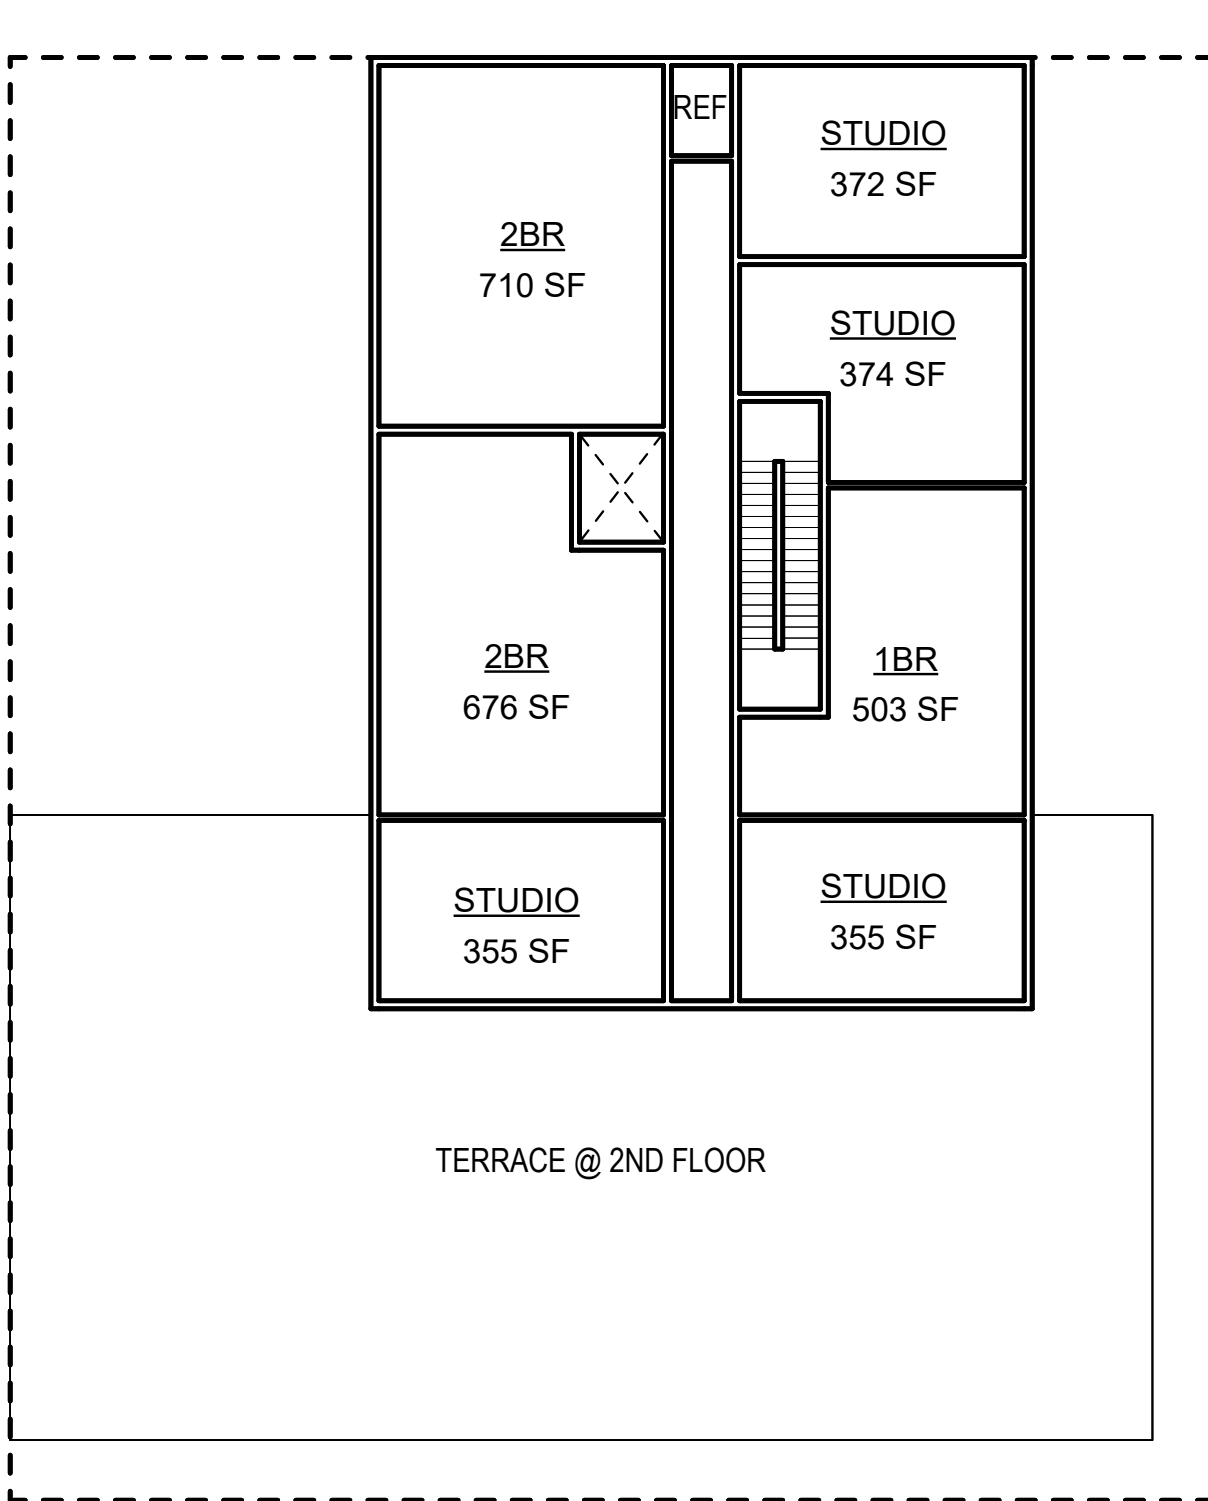 REF
STUDIO
372 SF
2BR
710 SF
STUDIO
374 SF
2BR
676 SF
1BR
503 SF
STUDIO
355 SF
STUDIO
355 SF
TERRACE @ 2ND FLOOR